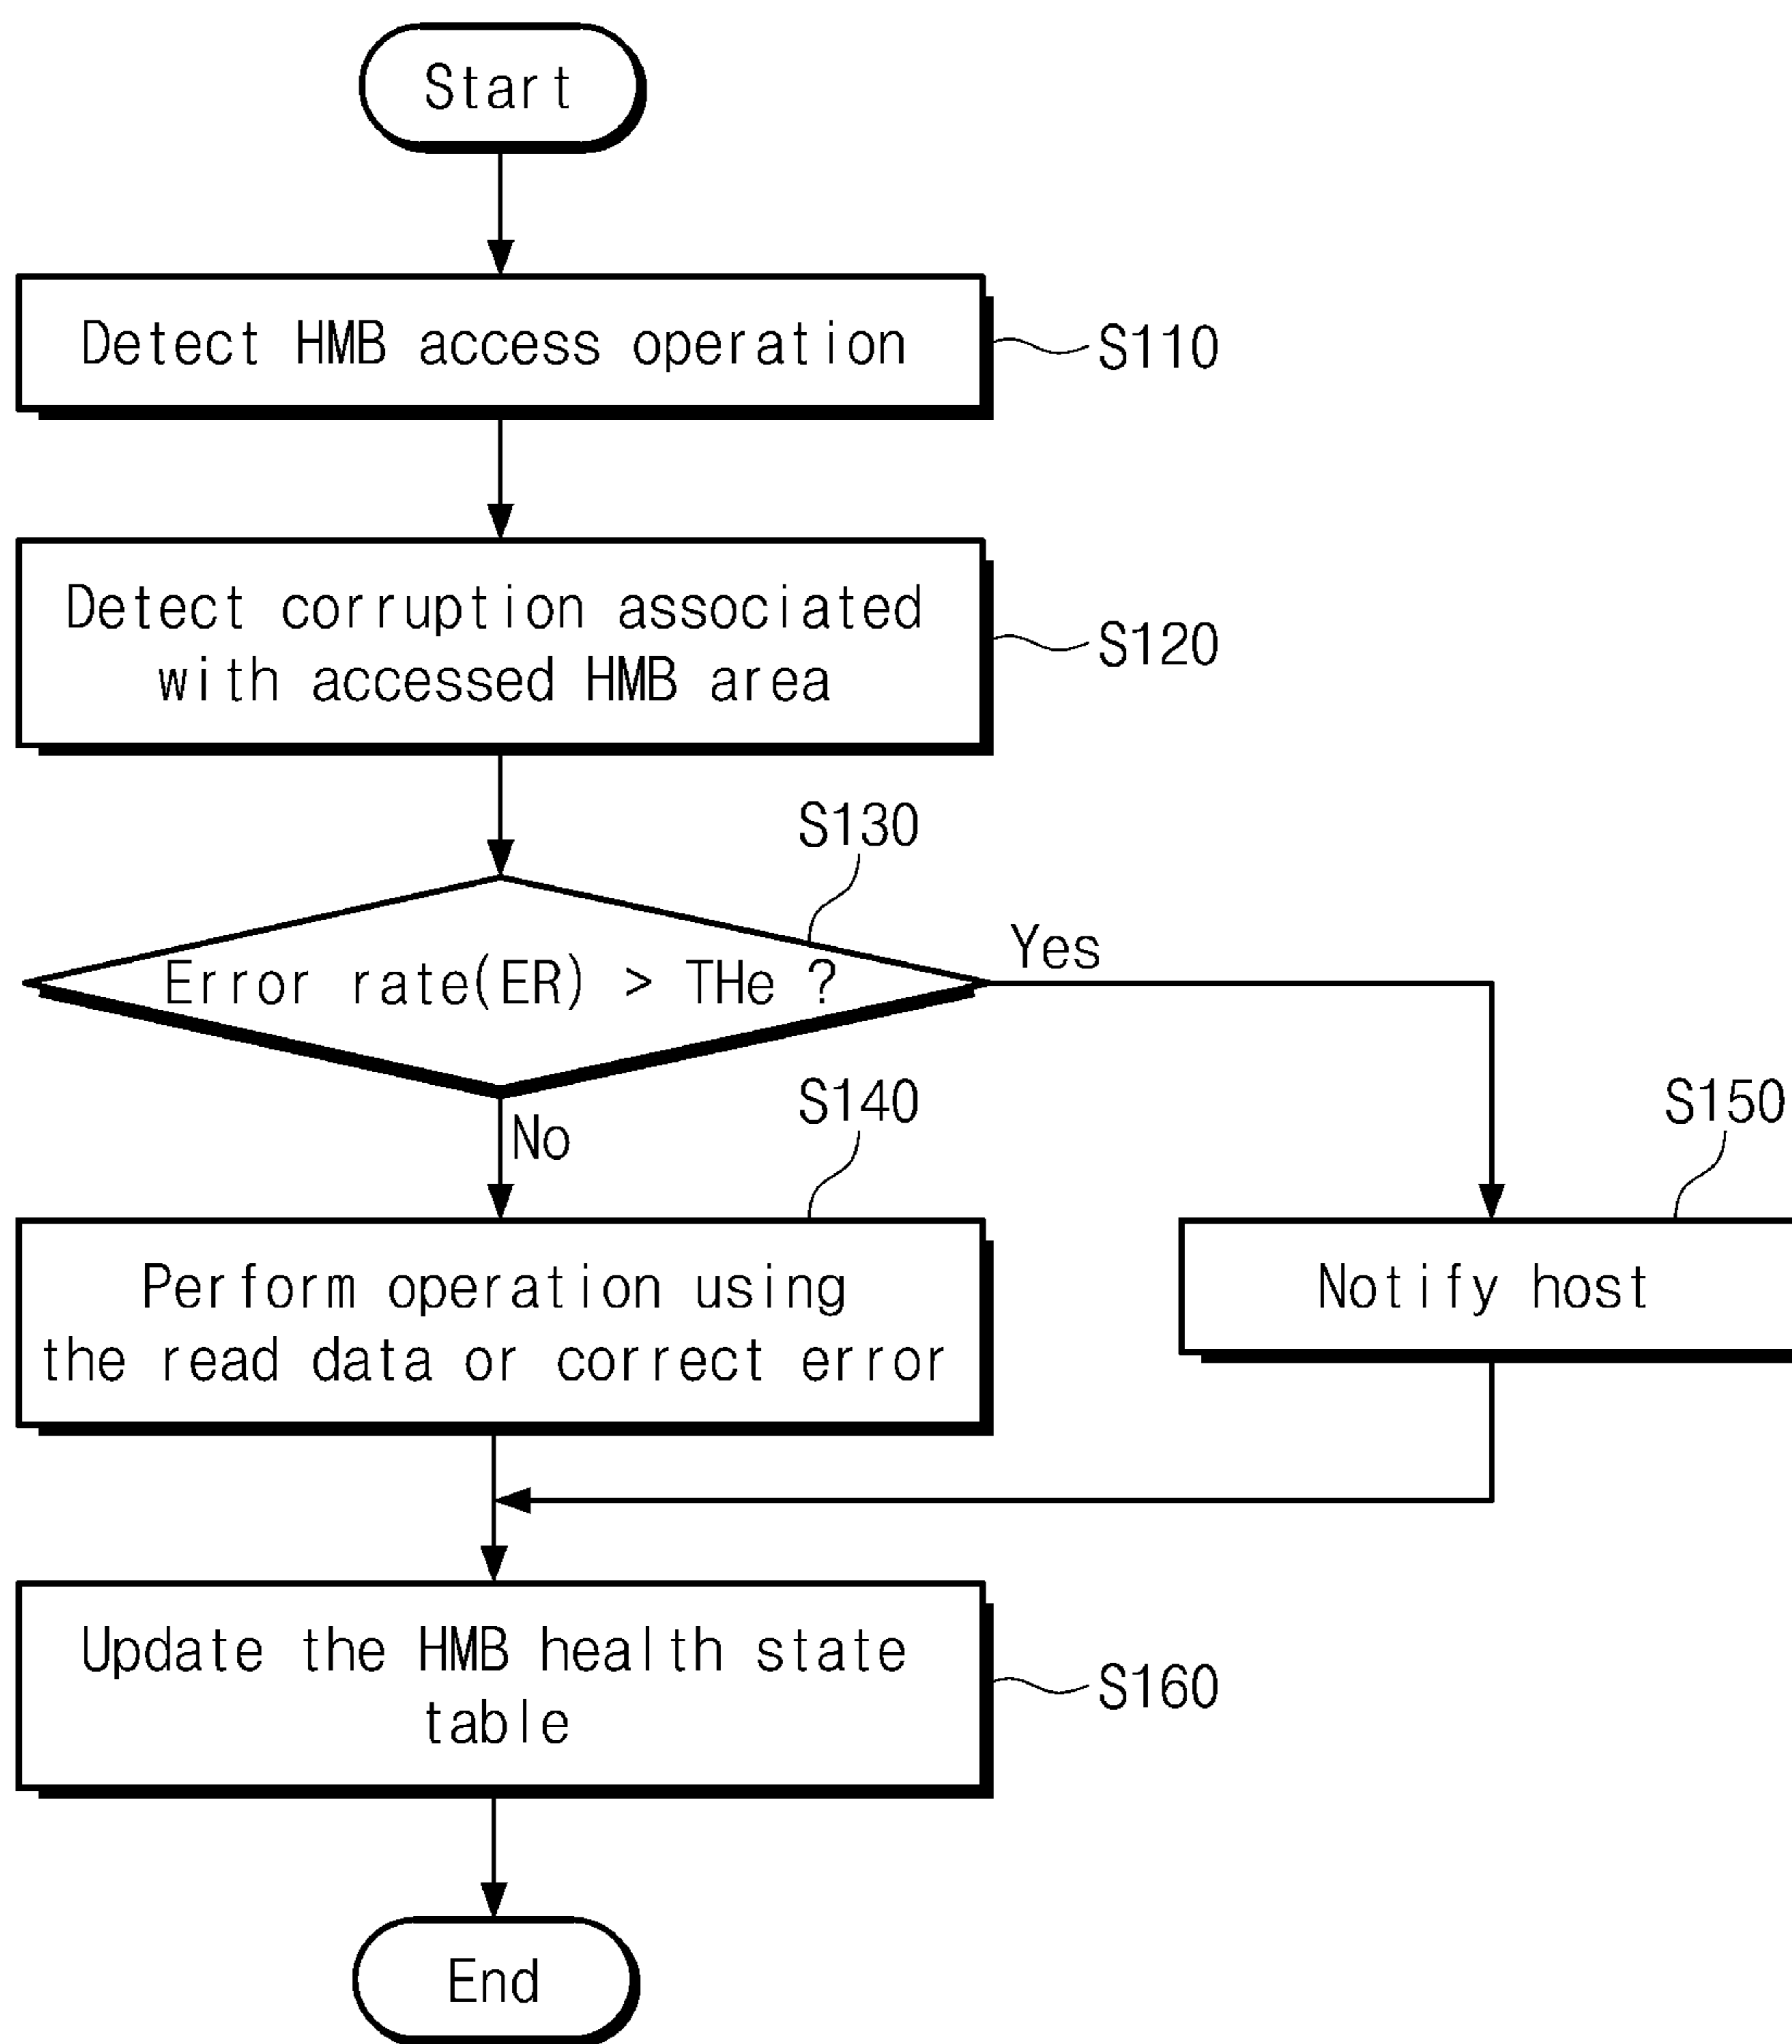 Start
Detect HMB access operation
S110
Detect corruption associated
with accessed HMB area
S120
S130
Error rate(ER) > THe ?
Yes
No
S140
S150
Perform operation using
the read data or correct error
Notify host
Update the HMB health state
table
S160
End